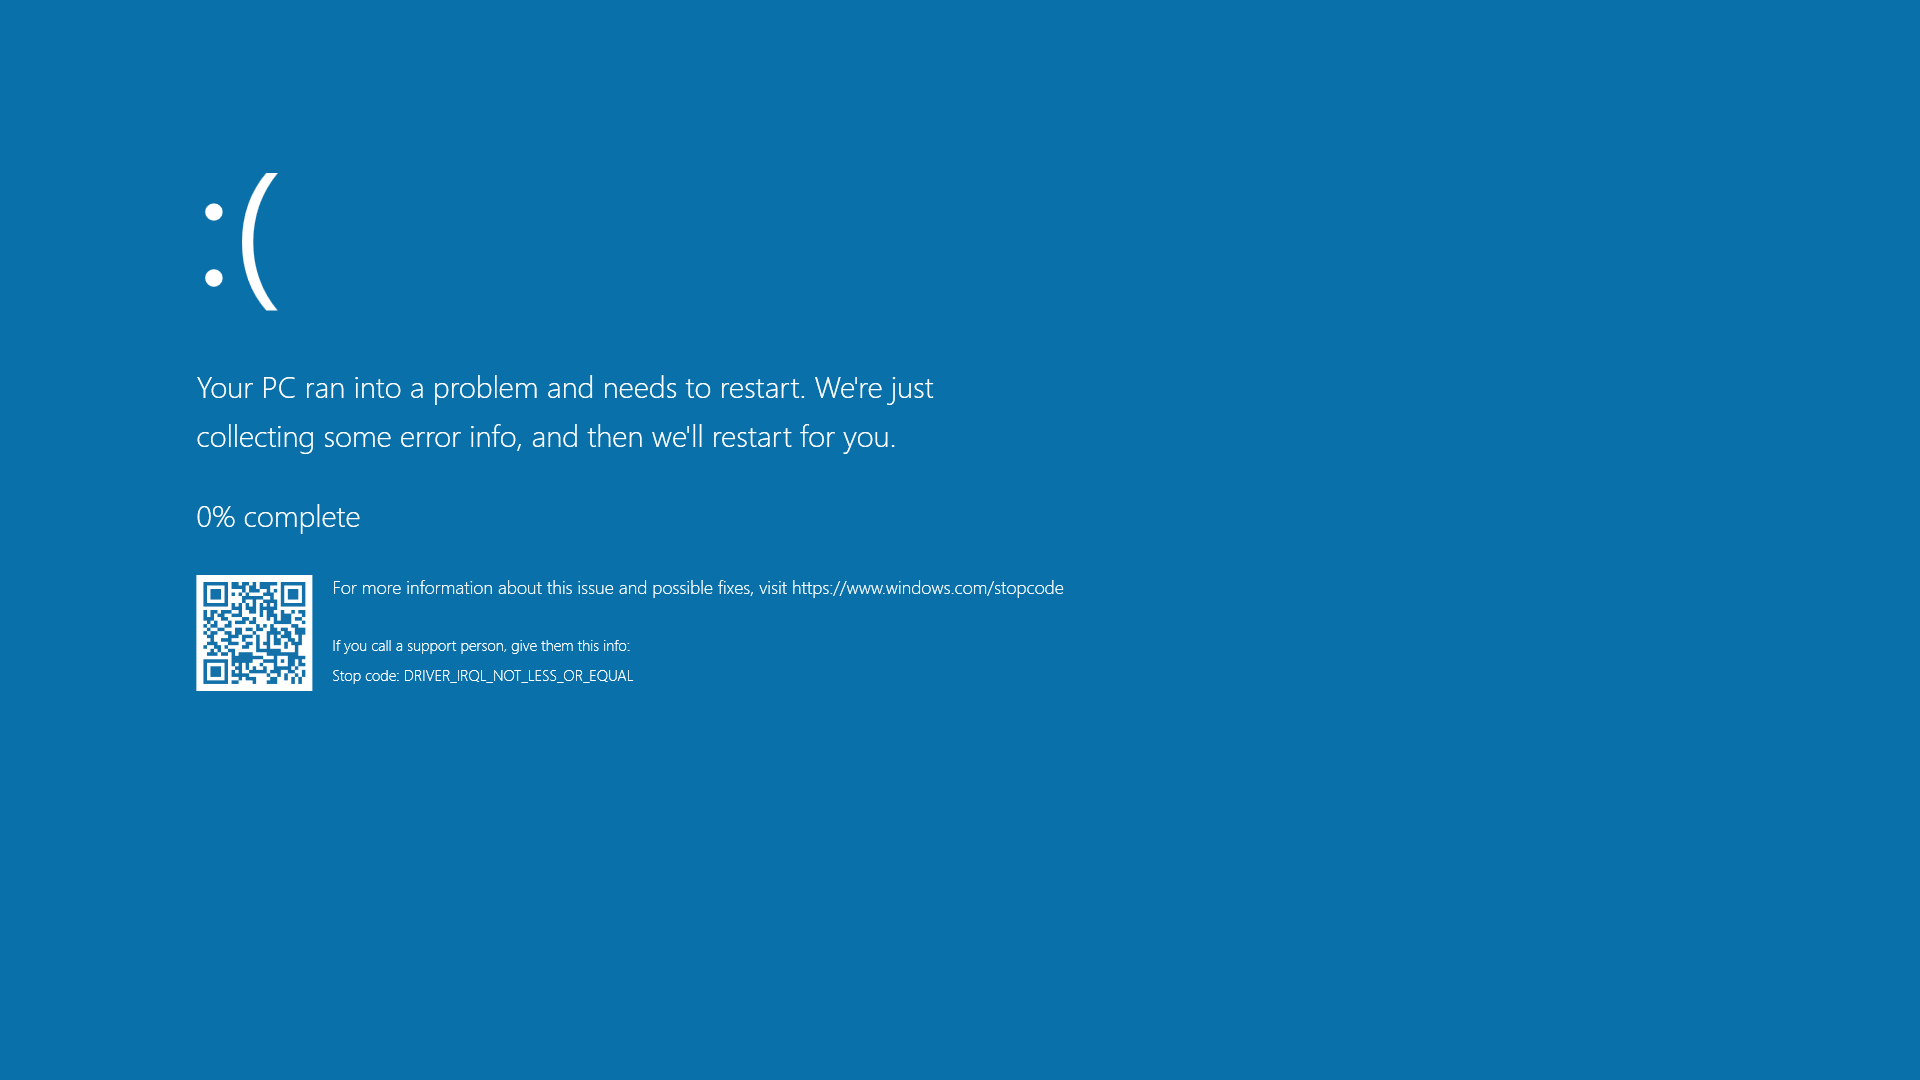 :(
Your PC ran into a problem and needs to restart. We're just
collecting some error info, and then we'll restart for you.
0% complete
For more information about this issue and possible fixes, visit https://www.windows.com/stopcode
If you call a support person, give them this info:
Stop code: DRIVER_IRQL_NOT_LESS_OR_EQUAL